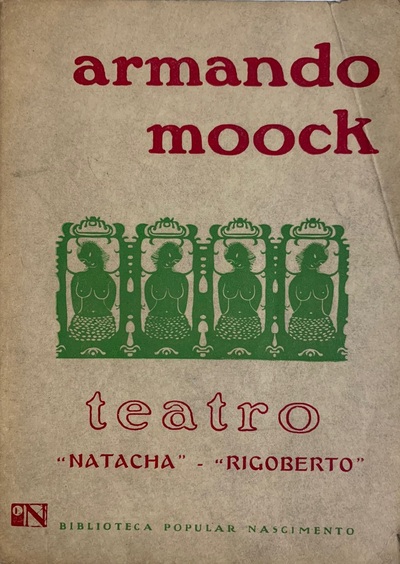 armando
moock
teatro
"NATACHA" - "RIGOBERTO"
N
BIBLIOTECA POPULAR NASCIMENTO